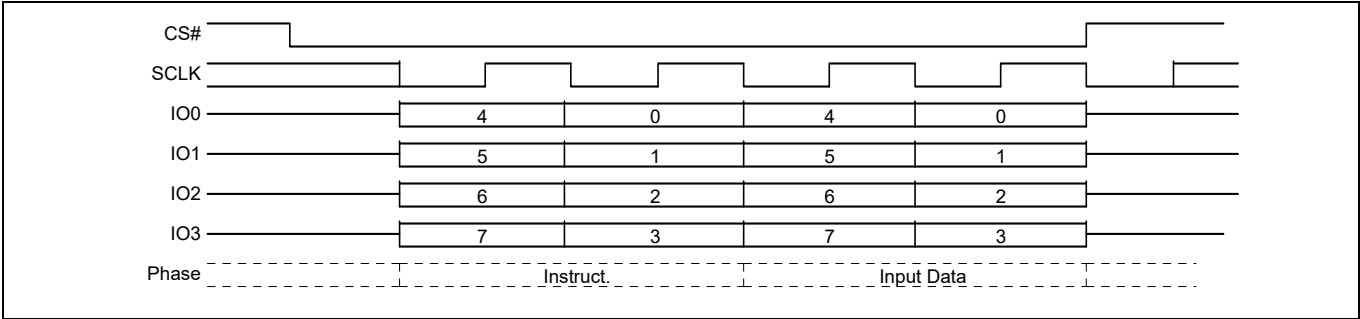 CS#
SCLK
IO0 4 0 4 0
IO1 5 1 5 1
IO2 6 2 6 2
IO3 7 3 7 3
Phase Instruct. Input Data